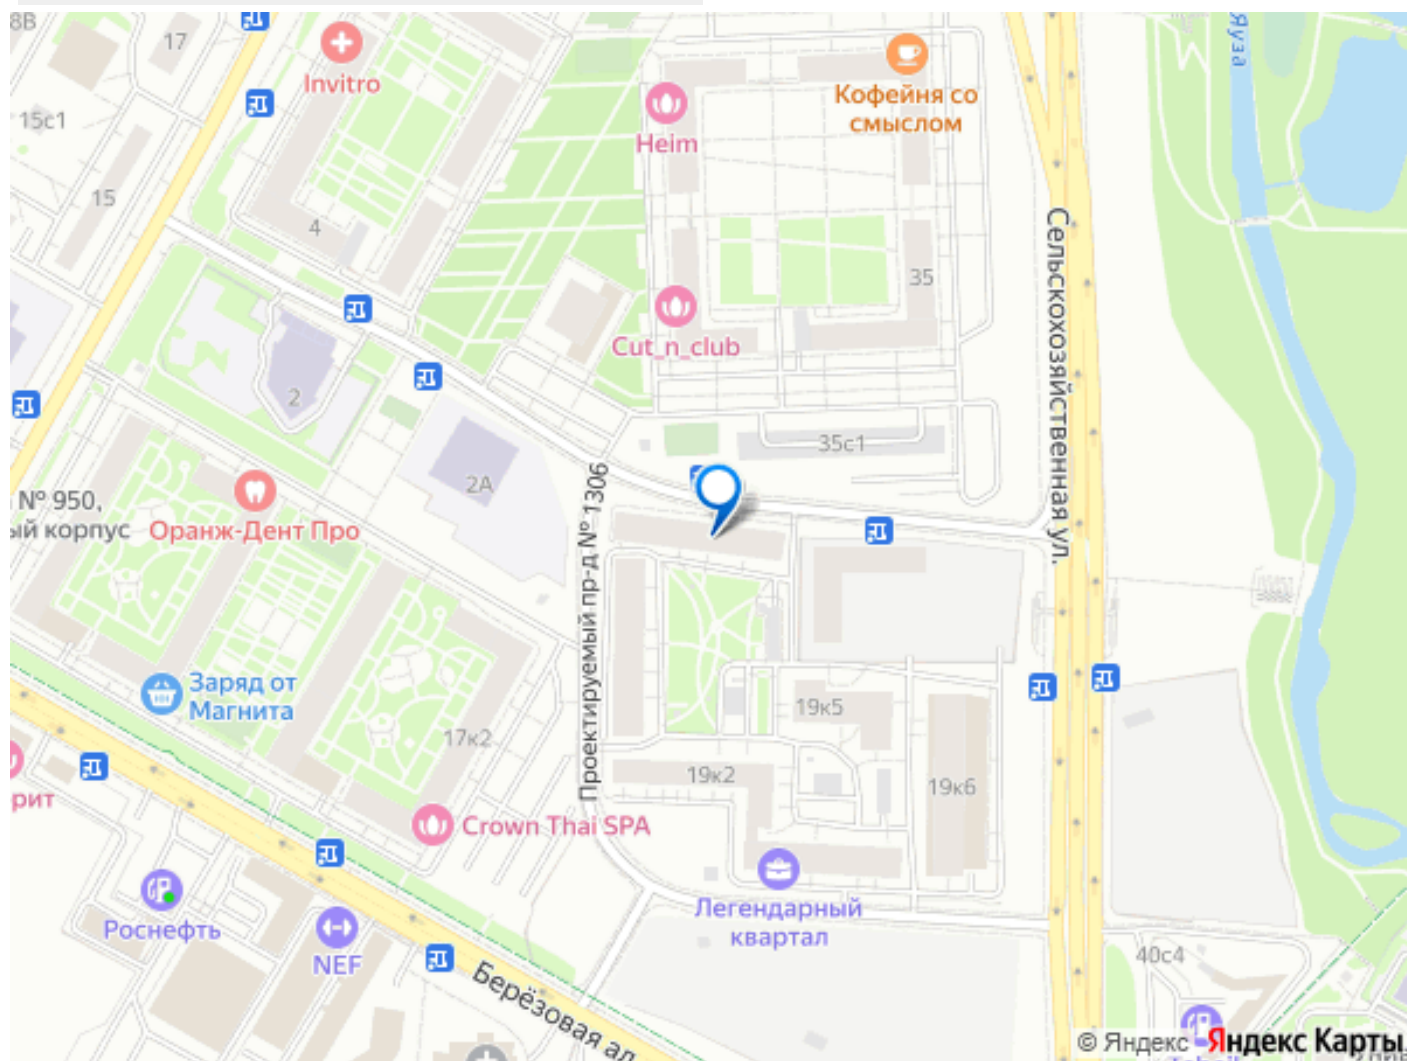 8В
17
Invitro
15с1
15
4
Heim
Кофейня со
смыслом
Яуза
35
Сельскохозяйственная ул.
Cut_n_club
2
35с1
2А
№ 950,
ый корпус
Оранж-Дент Про
Проектируемый пр-д № 1306
Заряд от
Магнита
17к2
19к5
19к2
19к6
рит
Crown Thai SPA
Легендарный
квартал
Роснефть
NEF
Берёзовая ал
40с4
© Яндекс Яндекс Карты